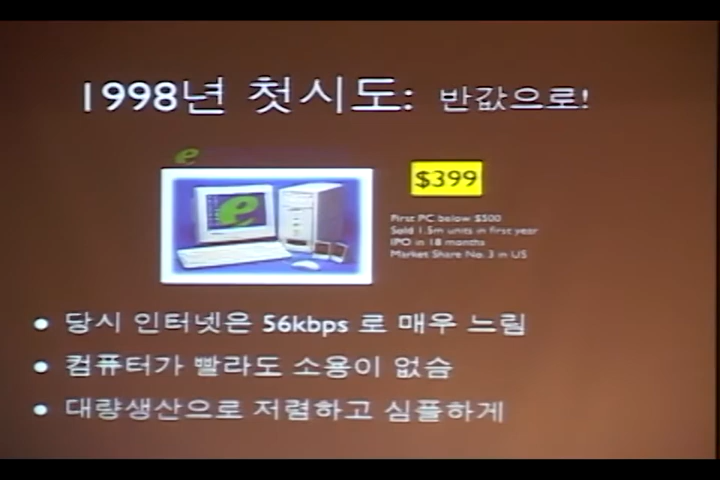 1998년 첫시도: 반값으로!
e
$399
e
First PC below $500
Sold 1.5m units in first year
IPO in 18 months
Market Share No. 3 in US
• 당시 인터넷은 56kbps 로 매우 느림
• 컴퓨터가 빨라도 소용이 없슴
• 대량생산으로 저렴하고 심플하게